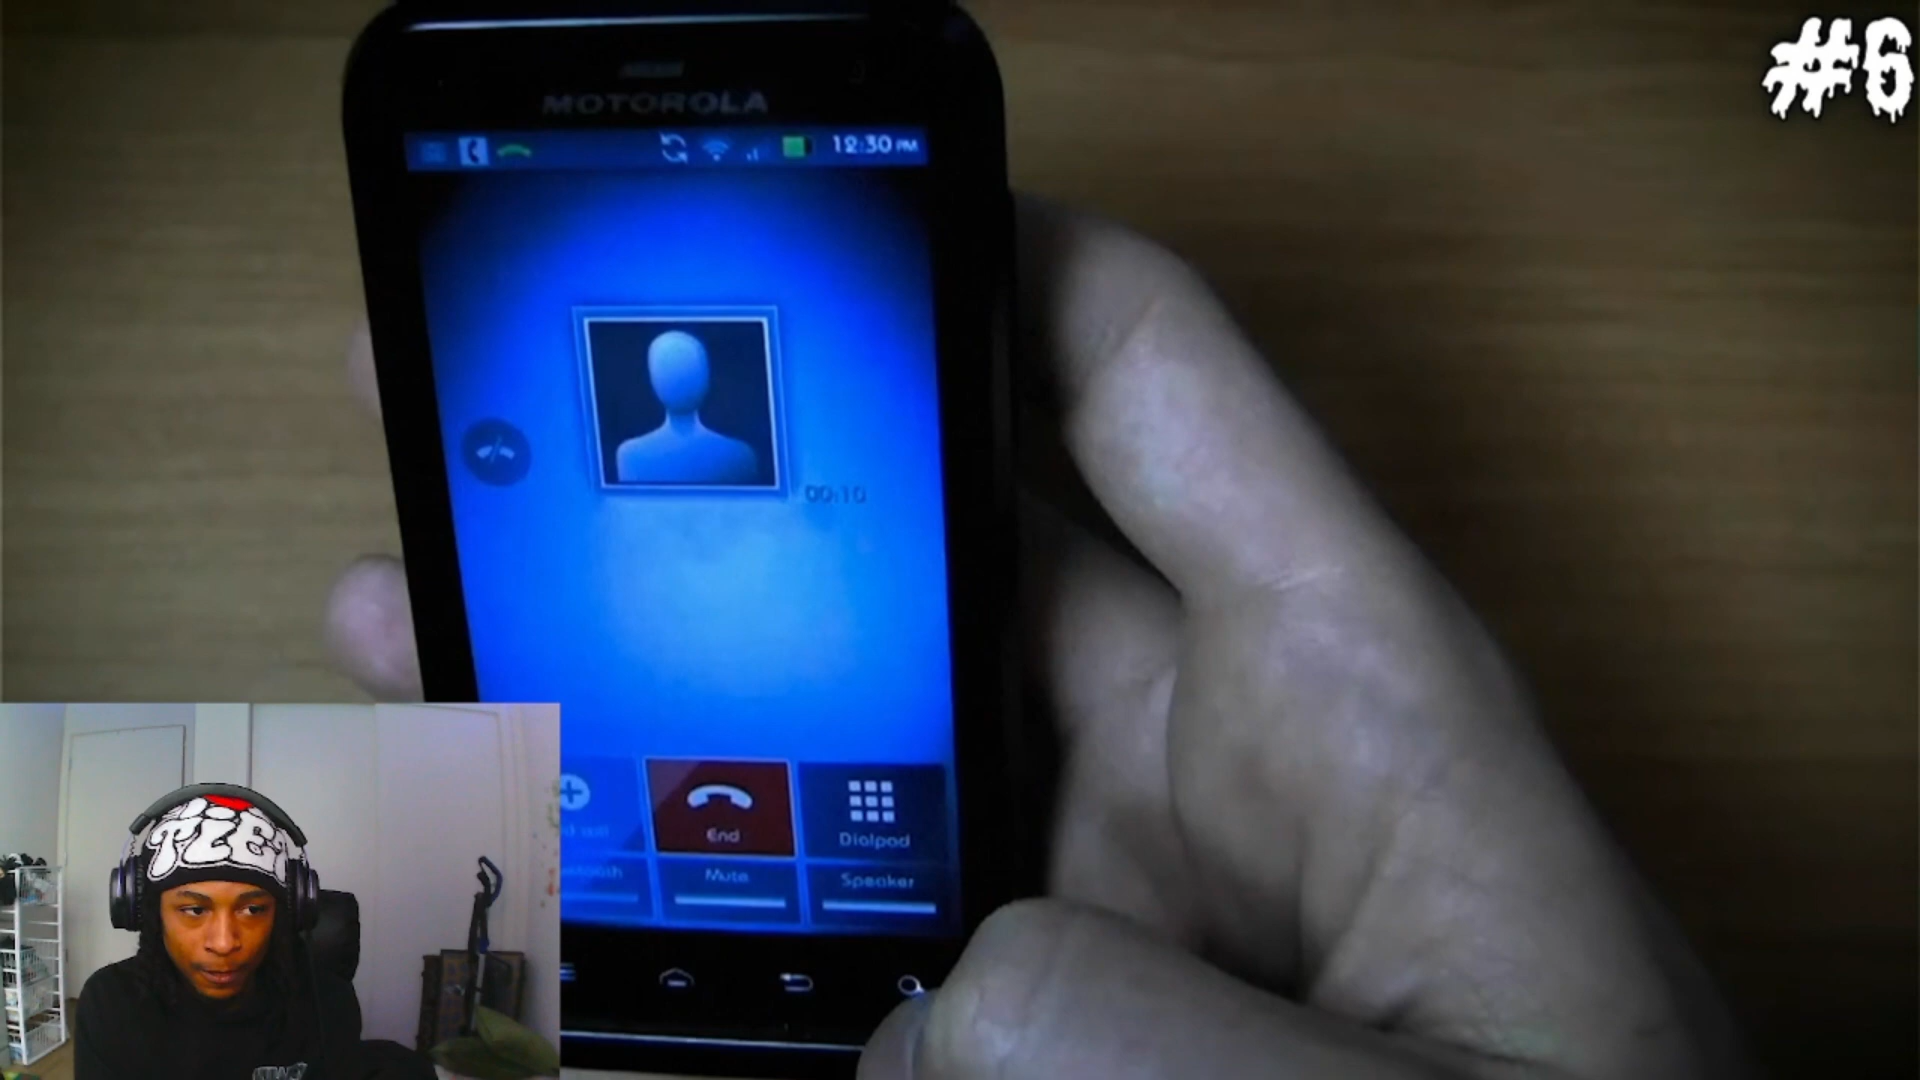 #6
MOTOROLA
12:30 PM
00:10
End
Dialpad
Mute
Speaker